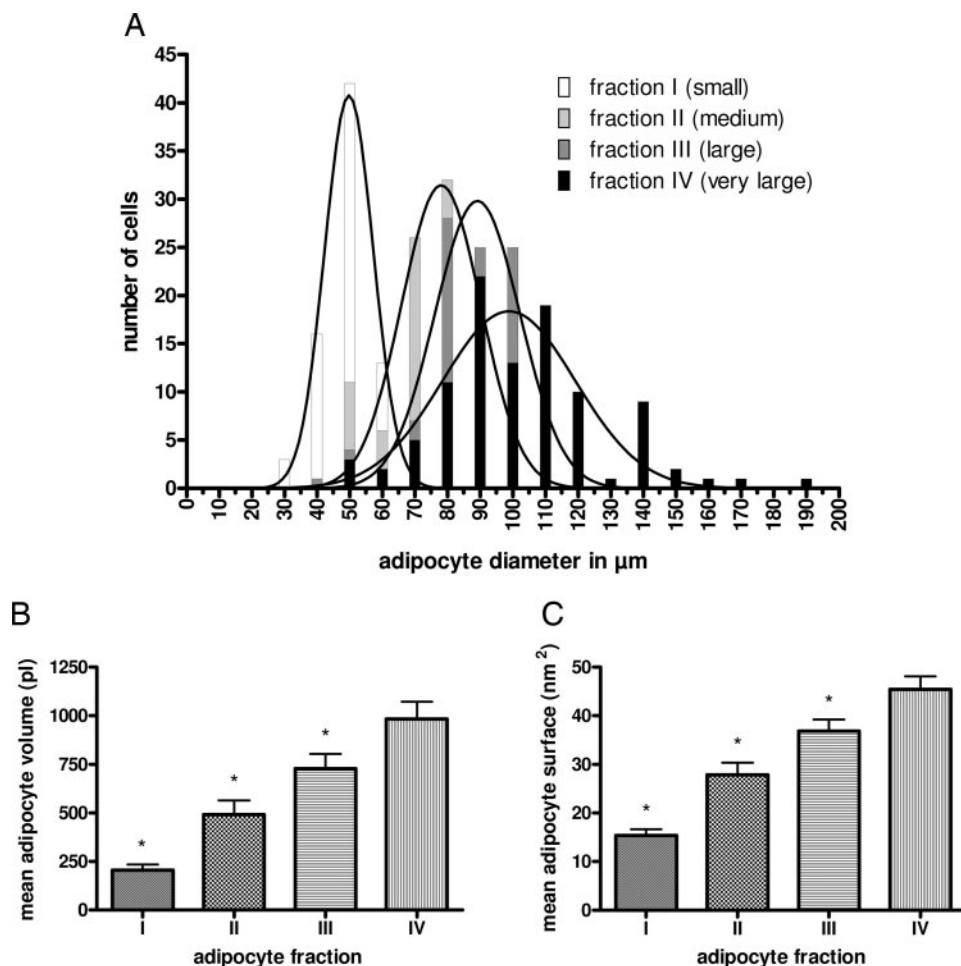 A
45
40
35
30
25
20
15
10
5
0
number of cells
fraction I (small)
fraction II (medium)
fraction III (large)
fraction IV (very large)
0 10 20 30 40 50 60 70 80 90 100 110 120 130 140 150 160 170 180 190 200
adipocyte diameter in µm
B
mean adipocyte volume (pl)
1250
1000
750
500
250
0
* * *
I II III IV
adipocyte fraction
C
mean adipocyte surface (nm²)
50
40
30
20
10
0
* * *
I II III IV
adipocyte fraction